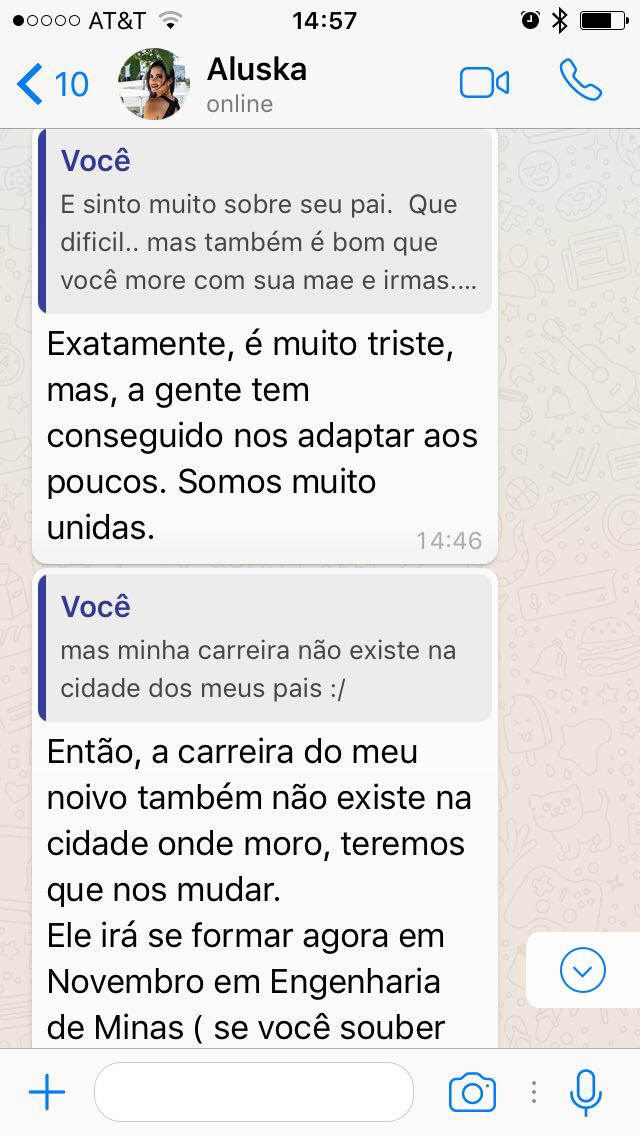 AT&T 14:57
10 Aluska
online
Você
E sinto muito sobre seu pai.  Que
dificil.. mas também é bom que
você more com sua mae e irmas....
Exatamente, é muito triste,
mas, a gente tem
conseguido nos adaptar aos
poucos. Somos muito
unidas.
14:46
Você
mas minha carreira não existe na
cidade dos meus pais :/
Então, a carreira do meu
noivo também não existe na
cidade onde moro, teremos
que nos mudar.
Ele irá se formar agora em
Novembro em Engenharia
de Minas ( se você souber